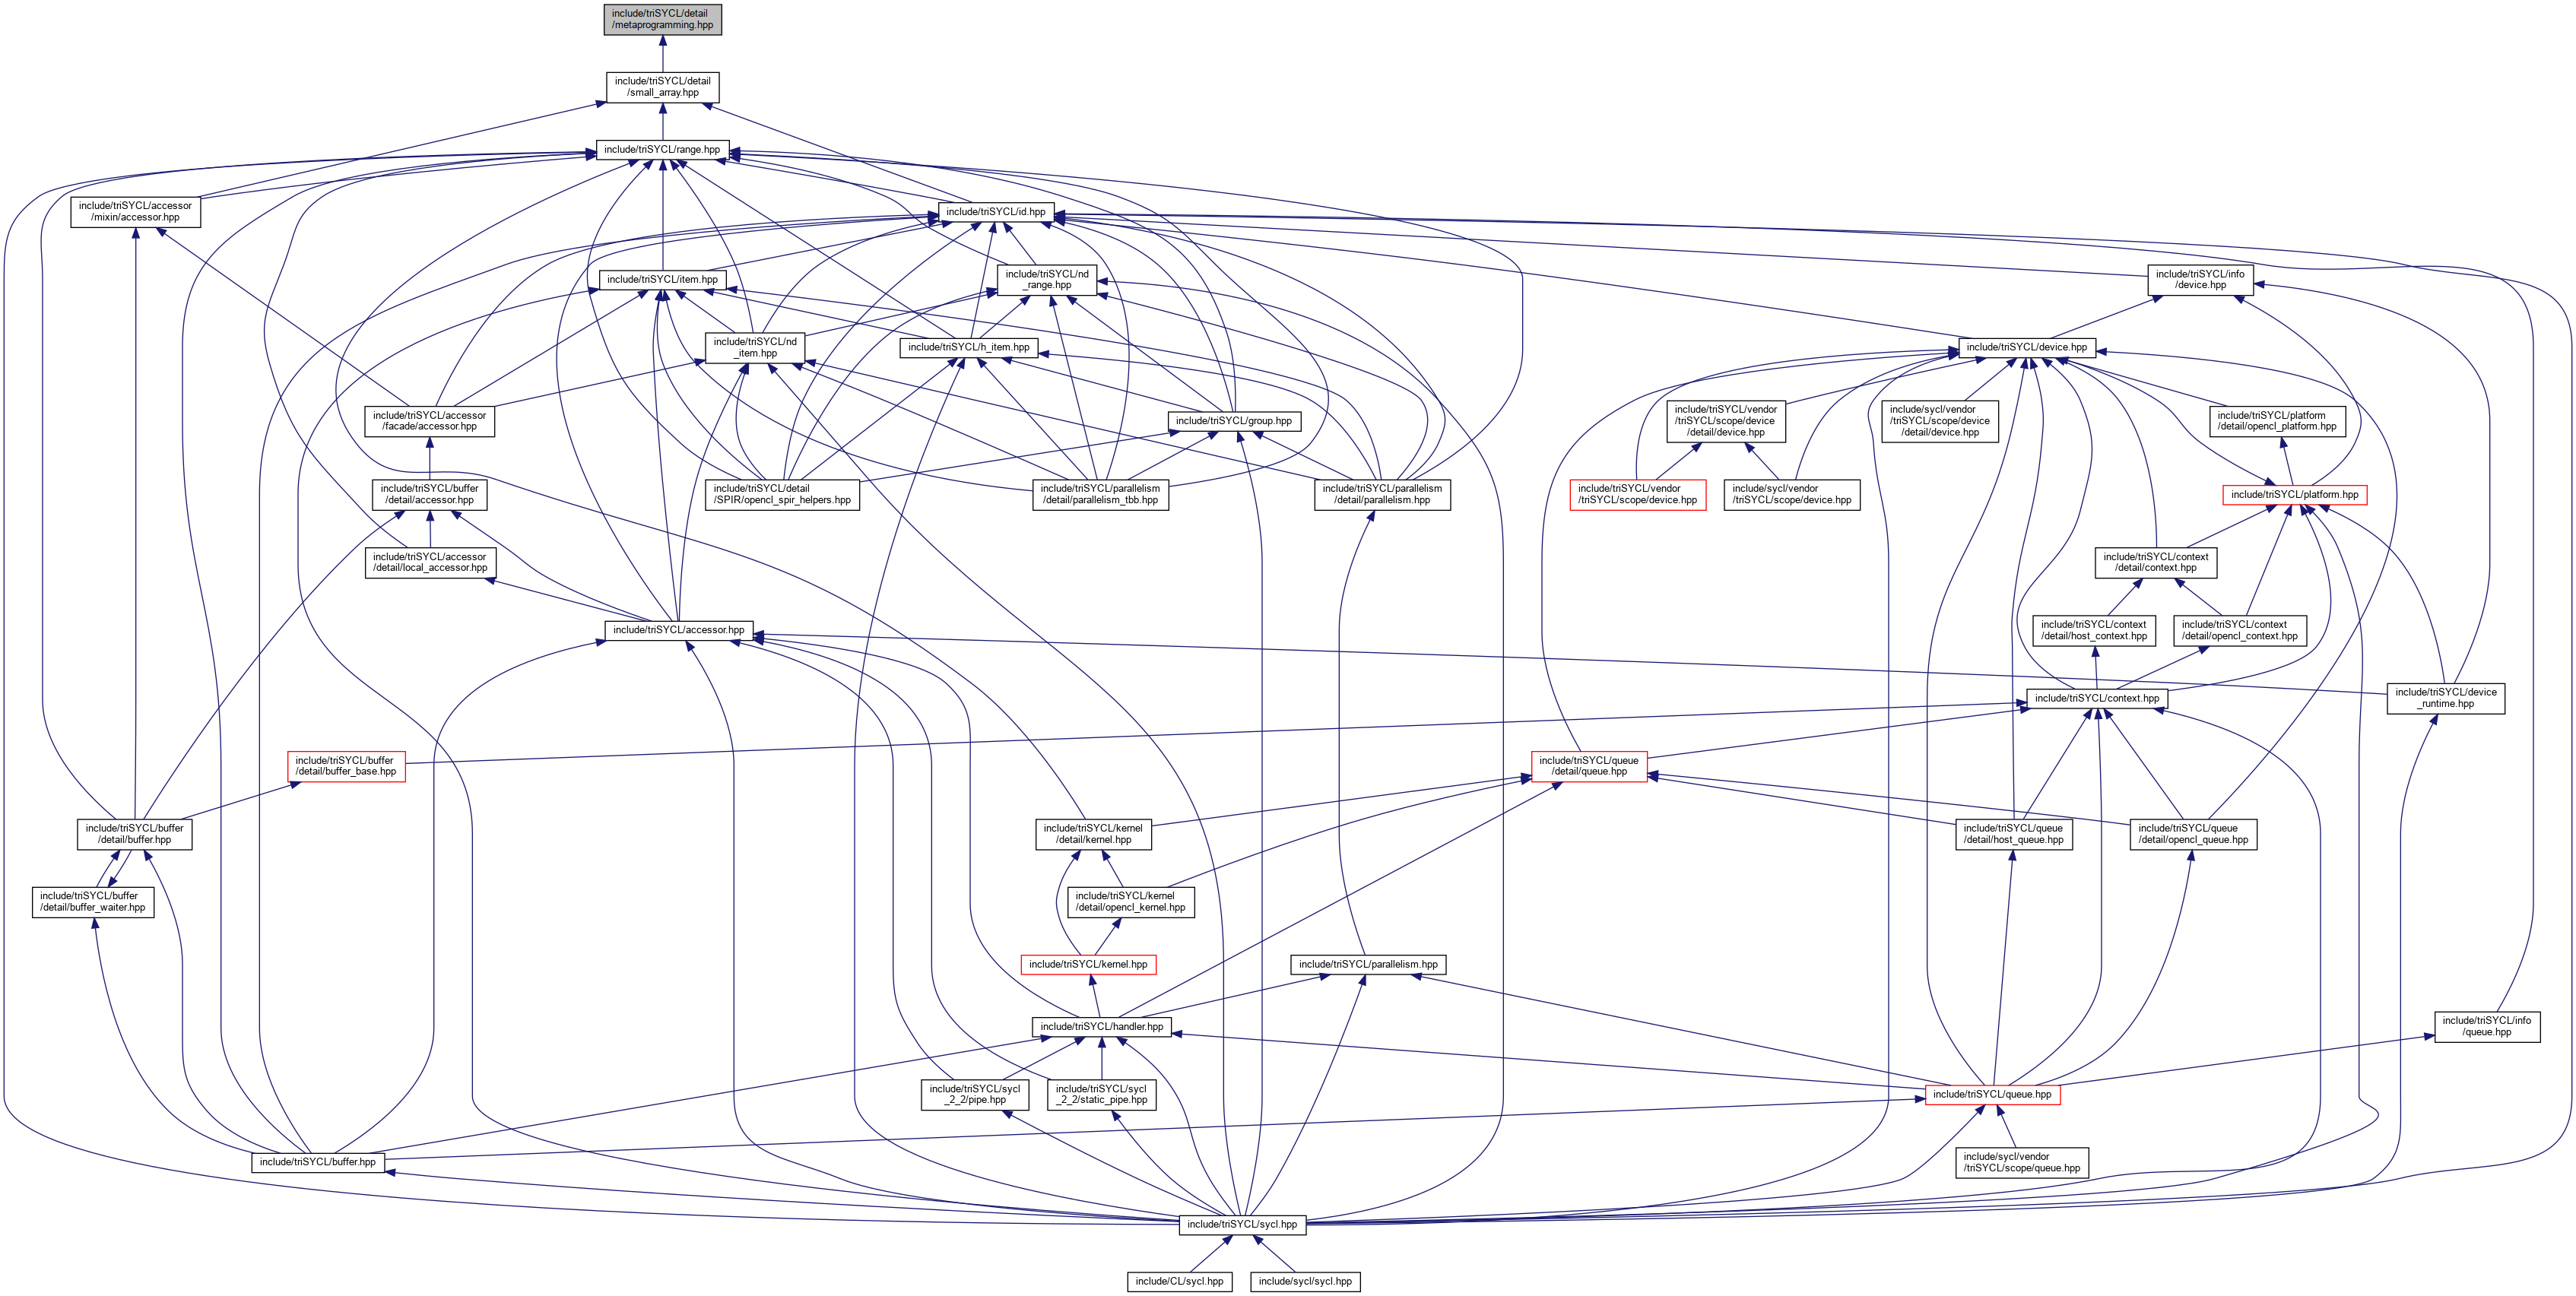 include/triSYCL/detail
/metaprogramming.hpp
include/triSYCL/detail
/small_array.hpp
include/triSYCL/range.hpp
include/triSYCL/accessor
/mixin/accessor.hpp
include/triSYCL/id.hpp
include/triSYCL/item.hpp
include/triSYCL/nd
_range.hpp
include/triSYCL/info
/device.hpp
include/triSYCL/nd
_item.hpp
include/triSYCL/h_item.hpp
include/triSYCL/device.hpp
include/triSYCL/accessor
/facade/accessor.hpp
include/triSYCL/group.hpp
include/triSYCL/vendor
/triSYCL/scope/device
/detail/device.hpp
include/sycl/vendor
/triSYCL/scope/device
/detail/device.hpp
include/triSYCL/platform
/detail/opencl_platform.hpp
include/triSYCL/buffer
/detail/accessor.hpp
include/triSYCL/detail
/SPIR/opencl_spir_helpers.hpp
include/triSYCL/parallelism
/detail/parallelism_tbb.hpp
include/triSYCL/parallelism
/detail/parallelism.hpp
include/triSYCL/vendor
/triSYCL/scope/device.hpp
include/sycl/vendor
/triSYCL/scope/device.hpp
include/triSYCL/platform.hpp
include/triSYCL/accessor
/detail/local_accessor.hpp
include/triSYCL/context
/detail/context.hpp
include/triSYCL/accessor.hpp
include/triSYCL/context
/detail/host_context.hpp
include/triSYCL/context
/detail/opencl_context.hpp
include/triSYCL/context.hpp
include/triSYCL/device
_runtime.hpp
include/triSYCL/buffer
/detail/buffer_base.hpp
include/triSYCL/queue
/detail/queue.hpp
include/triSYCL/buffer
/detail/buffer.hpp
include/triSYCL/kernel
/detail/kernel.hpp
include/triSYCL/queue
/detail/host_queue.hpp
include/triSYCL/queue
/detail/opencl_queue.hpp
include/triSYCL/buffer
/detail/buffer_waiter.hpp
include/triSYCL/kernel
/detail/opencl_kernel.hpp
include/triSYCL/kernel.hpp
include/triSYCL/parallelism.hpp
include/triSYCL/handler.hpp
include/triSYCL/info
/queue.hpp
include/triSYCL/sycl
_2_2/pipe.hpp
include/triSYCL/sycl
_2_2/static_pipe.hpp
include/triSYCL/queue.hpp
include/triSYCL/buffer.hpp
include/sycl/vendor
/triSYCL/scope/queue.hpp
include/triSYCL/sycl.hpp
include/CL/sycl.hpp
include/sycl/sycl.hpp